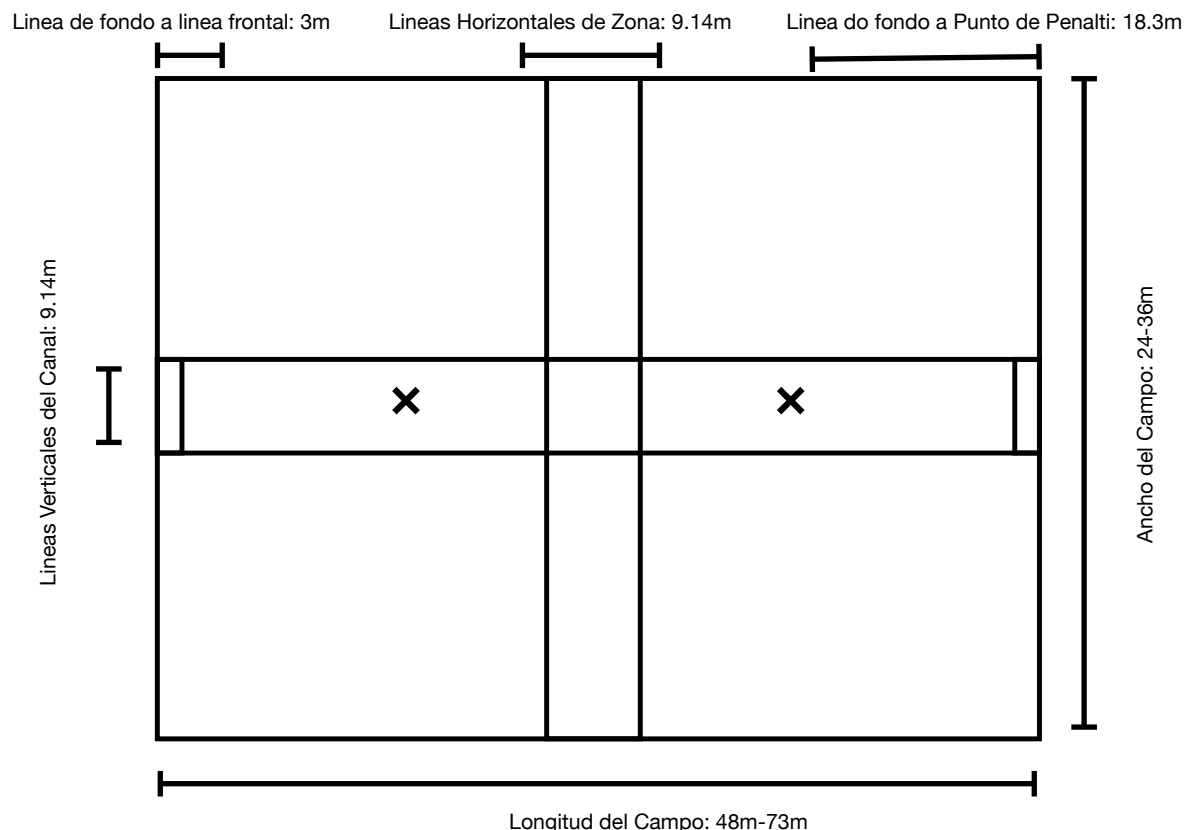 Linea de fondo a linea frontal: 3m
Lineas Horizontales de Zona: 9.14m
Linea do fondo a Punto de Penalti: 18.3m
Lineas Verticales del Canal: 9.14m
Ancho del Campo: 24-36m
Longitud del Campo: 48m-73m